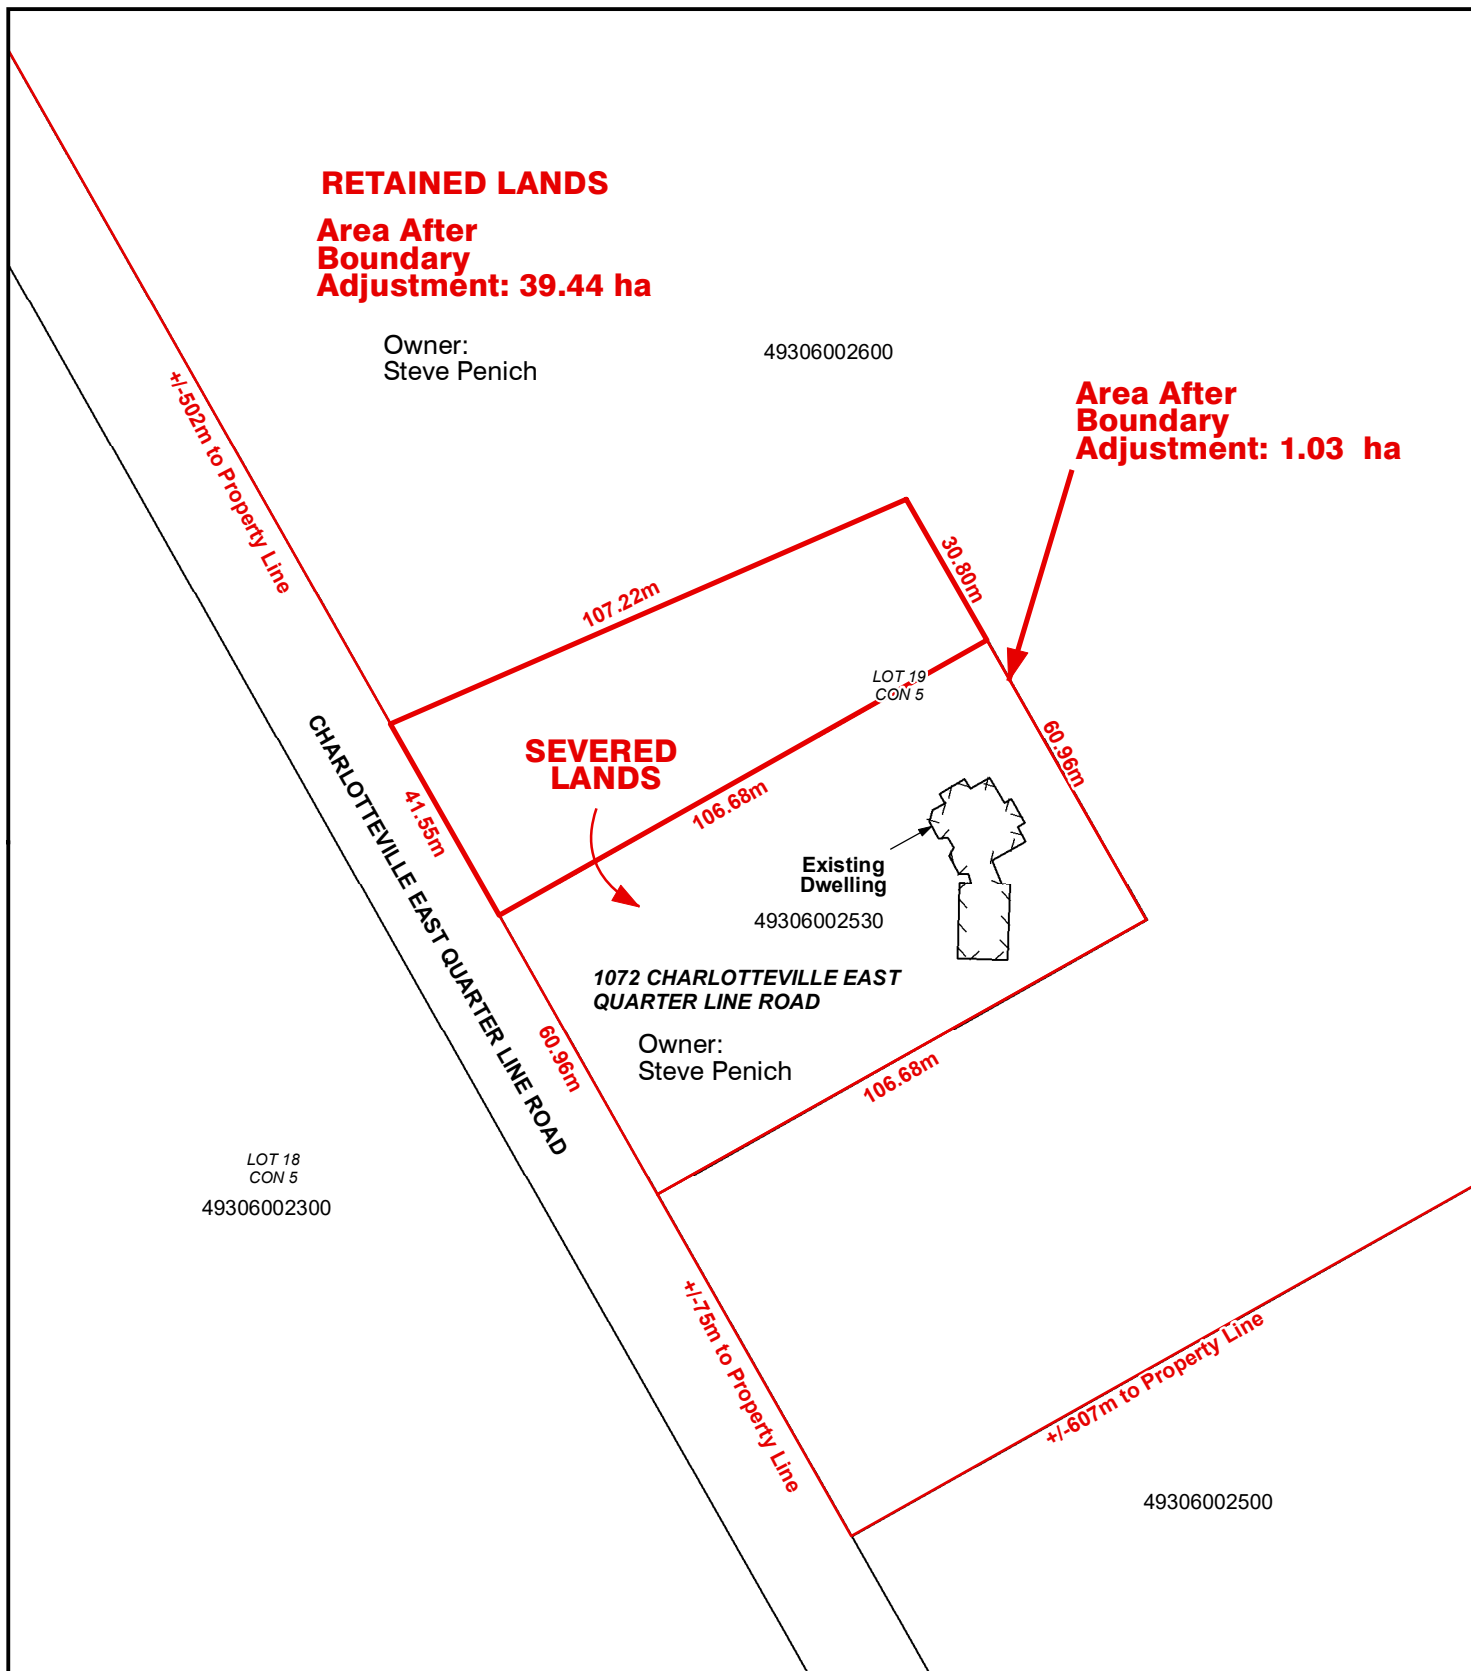 RETAINED LANDS
Area After
Boundary
Adjustment: 39.44 ha
Owner:
Steve Penich
49306002600
Area After
Boundary
Adjustment: 1.03 ha
+/-502m to Property Line
30.80m
107.22m
LOT 19
CON 5
60.96m
CHARLOTTEVILLE EAST QUARTER LINE ROAD
SEVERED
LANDS
41.55m
106.68m
Existing
Dwelling
49306002530
1072 CHARLOTTEVILLE EAST
QUARTER LINE ROAD
60.96m
Owner:
Steve Penich
106.68m
LOT 18
CON 5
49306002300
+/-75m to Property Line
+/-607m to Property Line
49306002500